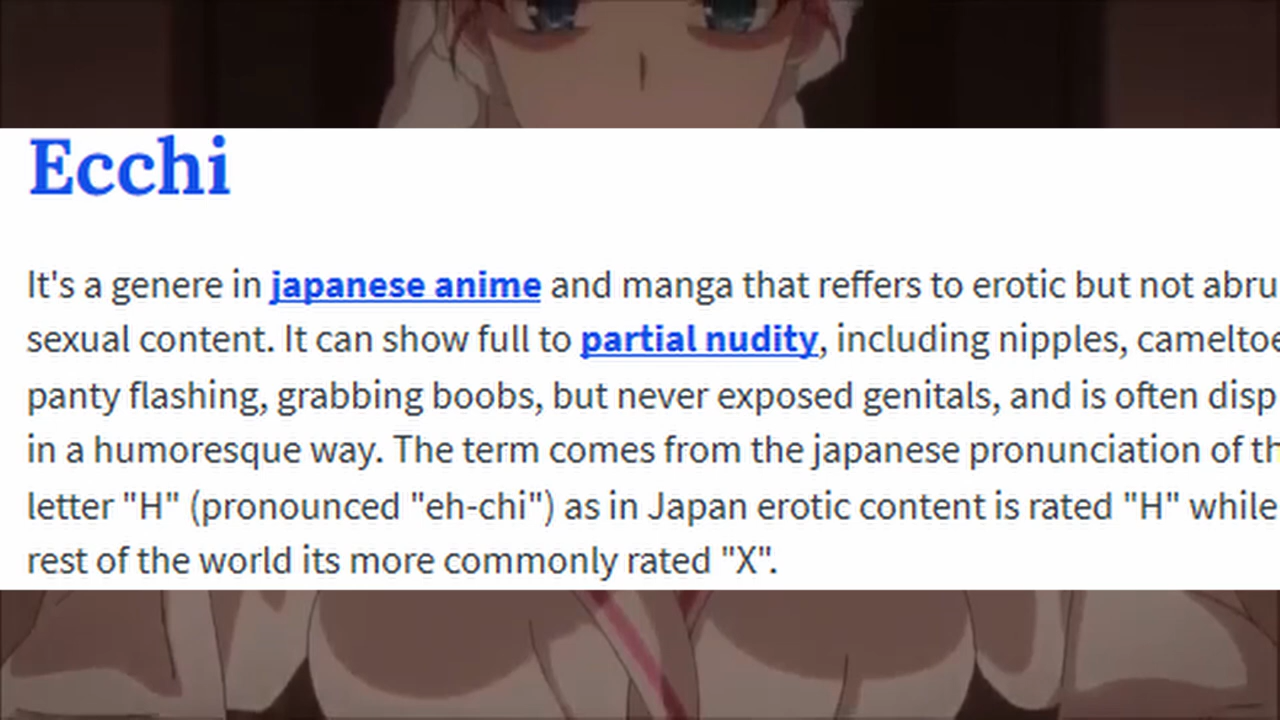 Ecchi
It's a genere in japanese anime and manga that reffers to erotic but not abru
sexual content. It can show full to partial nudity, including nipples, cameltoe
panty flashing, grabbing boobs, but never exposed genitals, and is often disp
in a humoresque way. The term comes from the japanese pronunciation of th
letter "H" (pronounced "eh-chi") as in Japan erotic content is rated "H" while
rest of the world its more commonly rated "X".